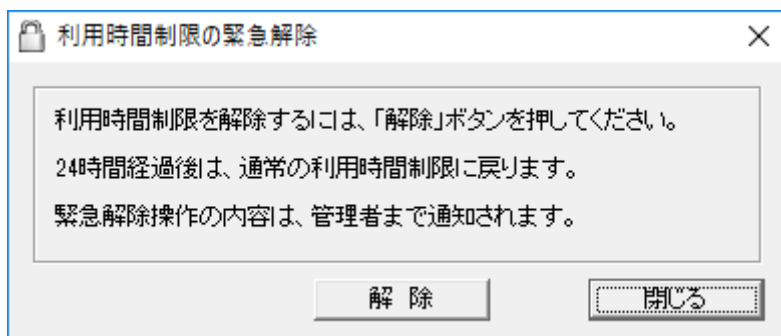 利用時間制限の緊急解除
利用時間制限を解除するには、「解除」ボタンを押してください。
24時間経過後は、通常の利用時間制限に戻ります。
緊急解除操作の内容は、管理者まで通知されます。
解 除
閉じる